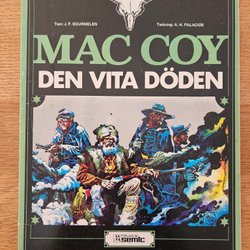 Text: J. P. GOURMELEN Teckning: A. H. PALACIOS
MAC COY
DEN VITA DÖDEN
semic